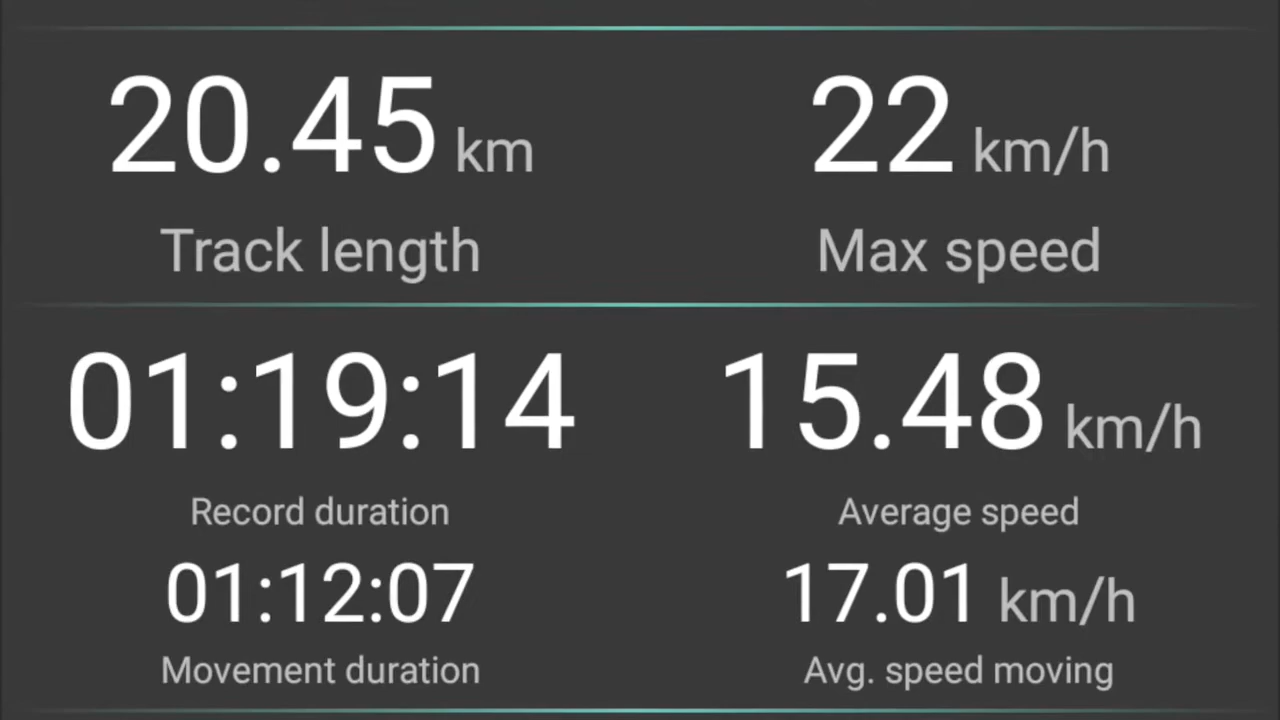 20.45 km 22 km/h
Track length Max speed
01:19:14 15.48 km/h
Record duration Average speed
01:12:07 17.01 km/h
Movement duration Avg. speed moving